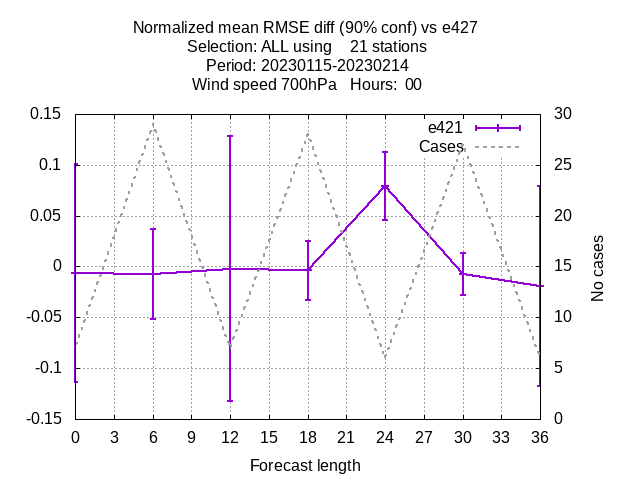 Normalized mean RMSE diff (90% conf) vs e427
Selection: ALL using    21 stations
Period: 20230115-20230214
Wind speed 700hPa   Hours:  00
e421
Cases
0.15
0.1
0.05
0
-0.05
-0.1
-0.15
30
25
20
15
10
5
0
No cases
0 3 6 9 12 15 18 21 24 27 30 33 36
Forecast length